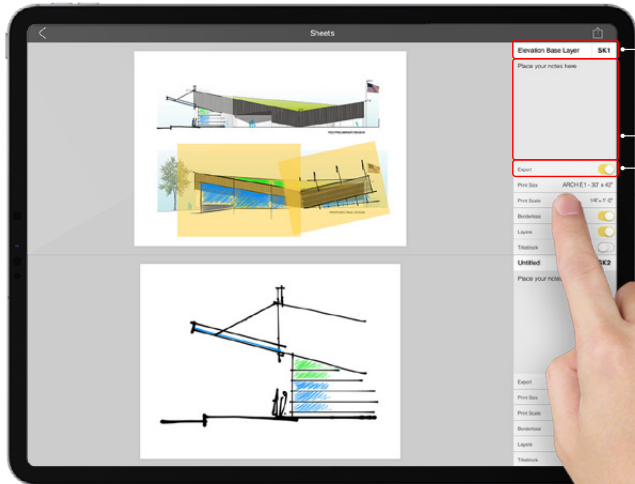 Sheets
Elevation Base Layer SK1
Place your notes here
Export
Print Size ARCH E1 - 30" x 42"
Print Scale 1/4" = 1'-0"
Borderless
Layers
Titleblock
Untitled SK2
Place your notes
Export
Print Size
Print Scale
Borderless
Layers
Titleblock